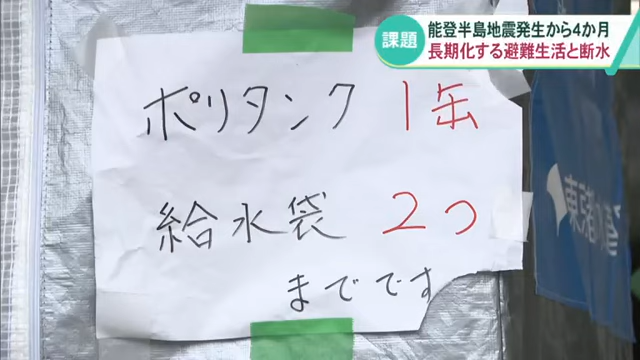 課題
能登半島地震発生から4か月
長期化する避難生活と断水
ポリタンク 1缶
給水袋 2つ
までです